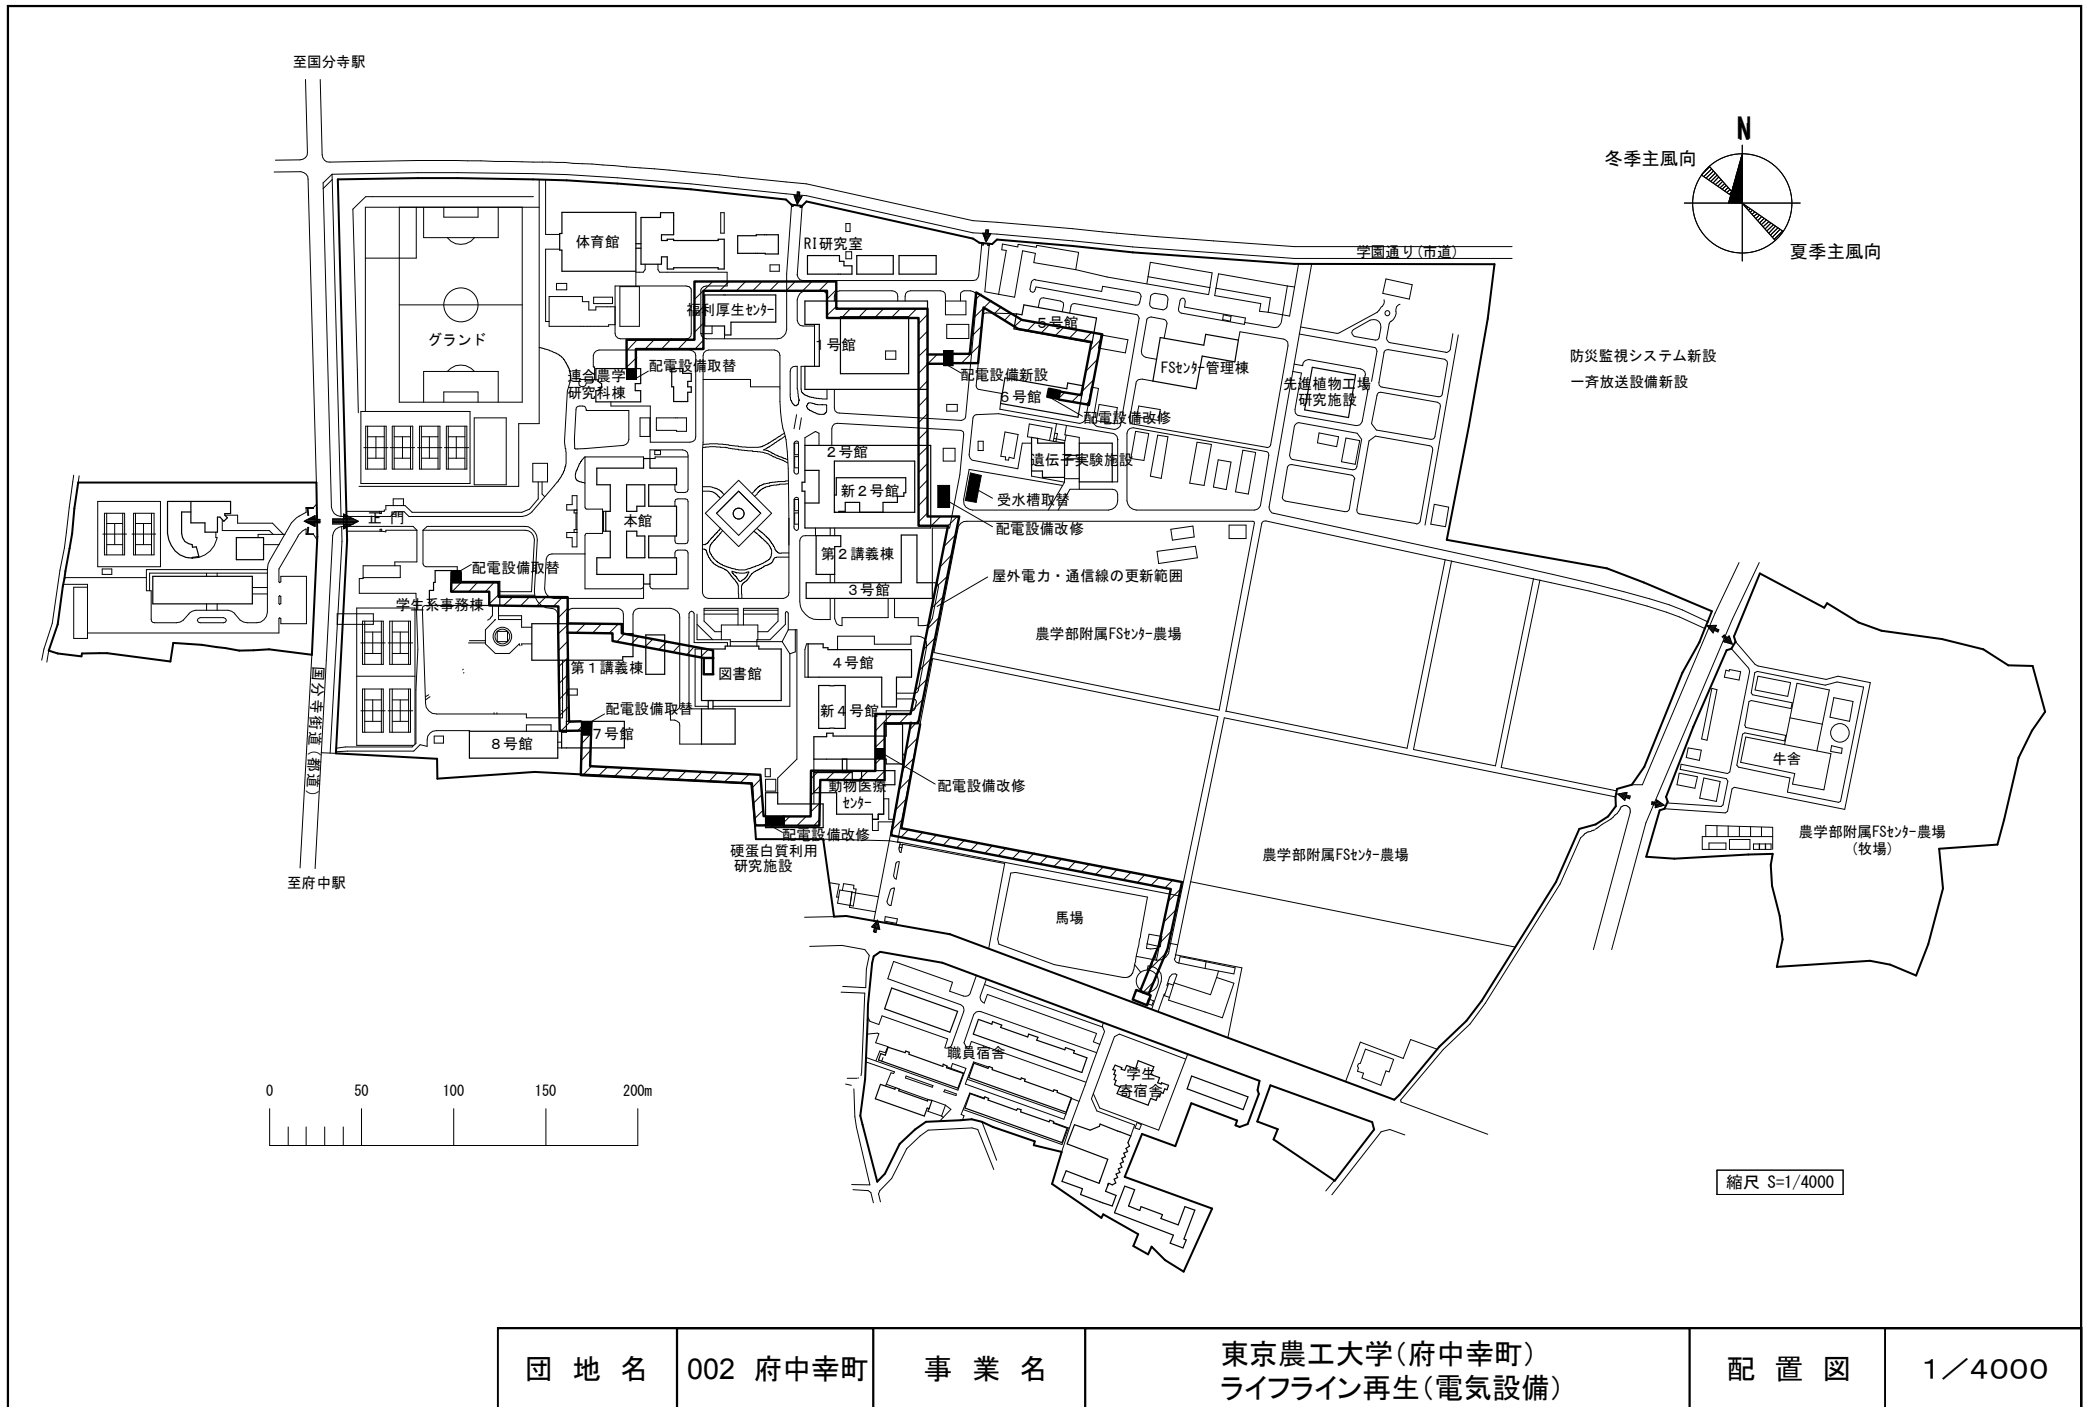 至国分寺駅
N
冬季主風向
夏季主風向
学園通り(市道)
体育館
RI研究室
グランド
福利厚生ｾﾝﾀｰ
1号館
5号館
配電設備取替
連合農学
研究科棟
配電設備新設
6号館
配電設備改修
FSｾﾝﾀｰ管理棟
先進植物工場
研究施設
防災監視システム新設
一斉放送設備新設
2号館
新2号館
遺伝子実験施設
受水槽取替
配電設備改修
正門
本館
第2講義棟
3号館
屋外電力・通信線の更新範囲
配電設備取替
学生系事務棟
農学部附属FSｾﾝﾀｰ農場
第1講義棟
図書館
4号館
新4号館
国分寺街道(都道)
配電設備取替
7号館
8号館
動物医療
ｾﾝﾀｰ
配電設備改修
配電設備改修
硬蛋白質利用
研究施設
牛舎
農学部附属FSｾﾝﾀｰ農場
(牧場)
農学部附属FSｾﾝﾀｰ農場
至府中駅
馬場
職員宿舎
学生
寄宿舎
0 50 100 150 200m
縮尺 S=1/4000
団地名 002 府中幸町 事業名 東京農工大学(府中幸町)
ライフライン再生(電気設備) 配置図 1／4000